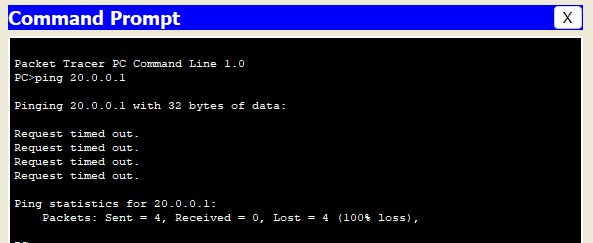 Command Prompt
X
Packet Tracer PC Command Line 1.0
PC>ping 20.0.0.1
Pinging 20.0.0.1 with 32 bytes of data:
Request timed out.
Request timed out.
Request timed out.
Request timed out.
Ping statistics for 20.0.0.1:
Packets: Sent = 4, Received = 0, Lost = 4 (100% loss),